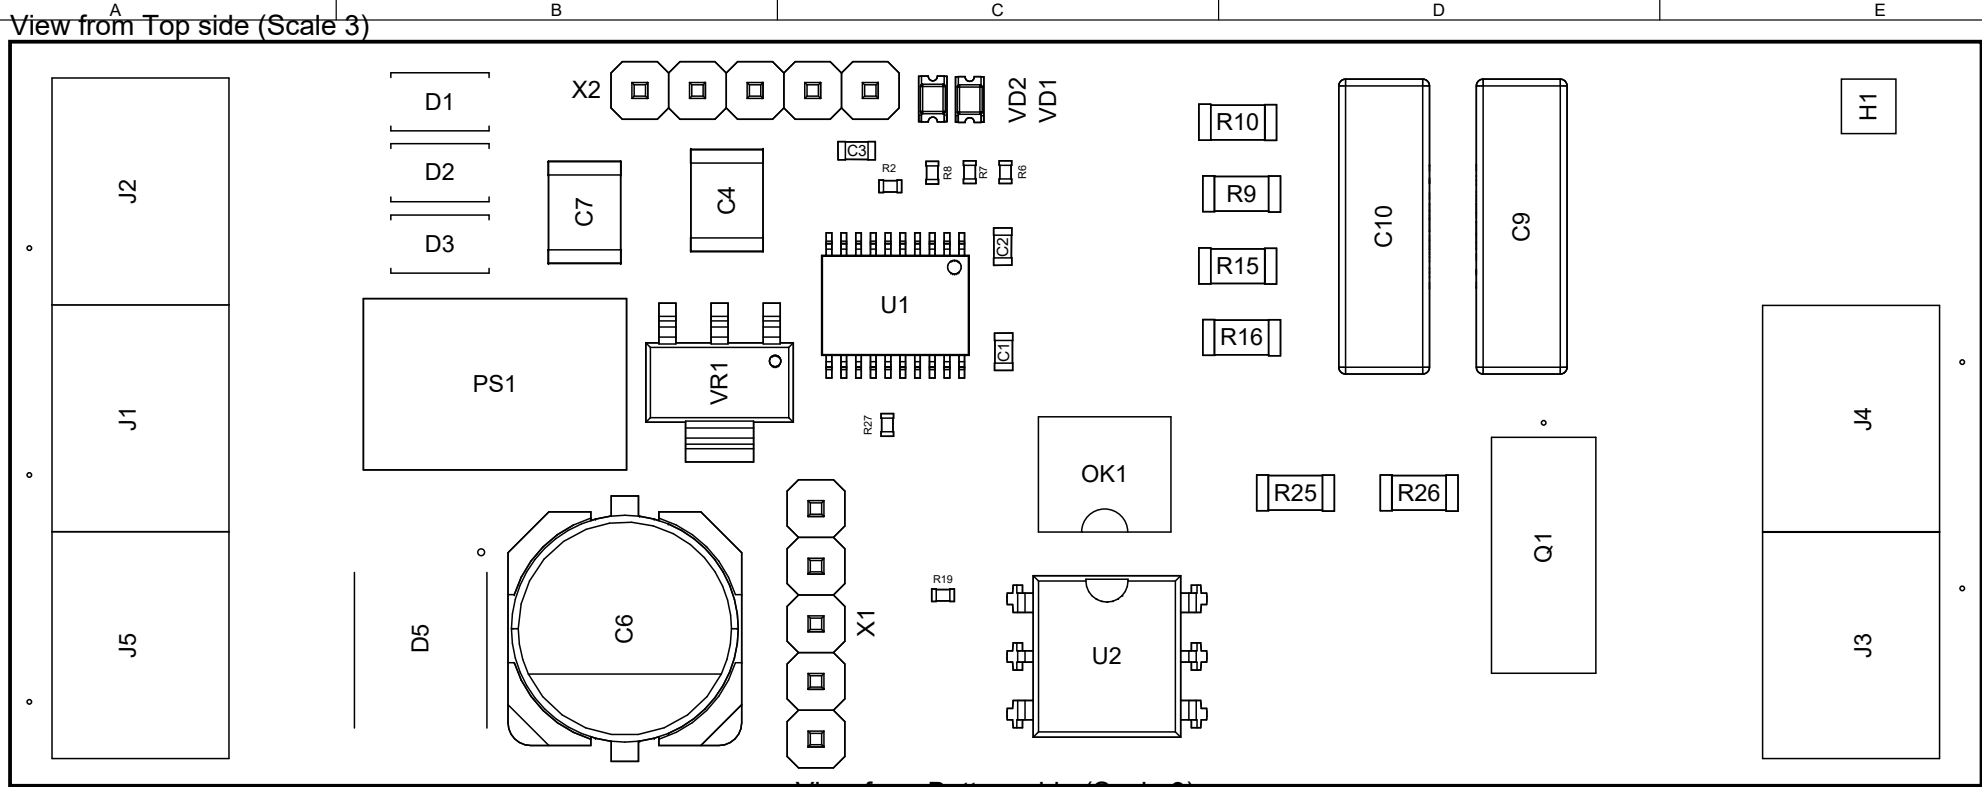 A B C D E
View from Top side (Scale 3)
X2
VD2
VD1
D1
D2
D3
J2
C7
C4
C3
R2
R8
R7
R6
C2
U1
C1
R10
R9
R15
R16
C10
C9
H1
PS1
VR1
R27
J1
OK1
R25
R26
J4
Q1
D5
C6
X1
R19
U2
J5
J3